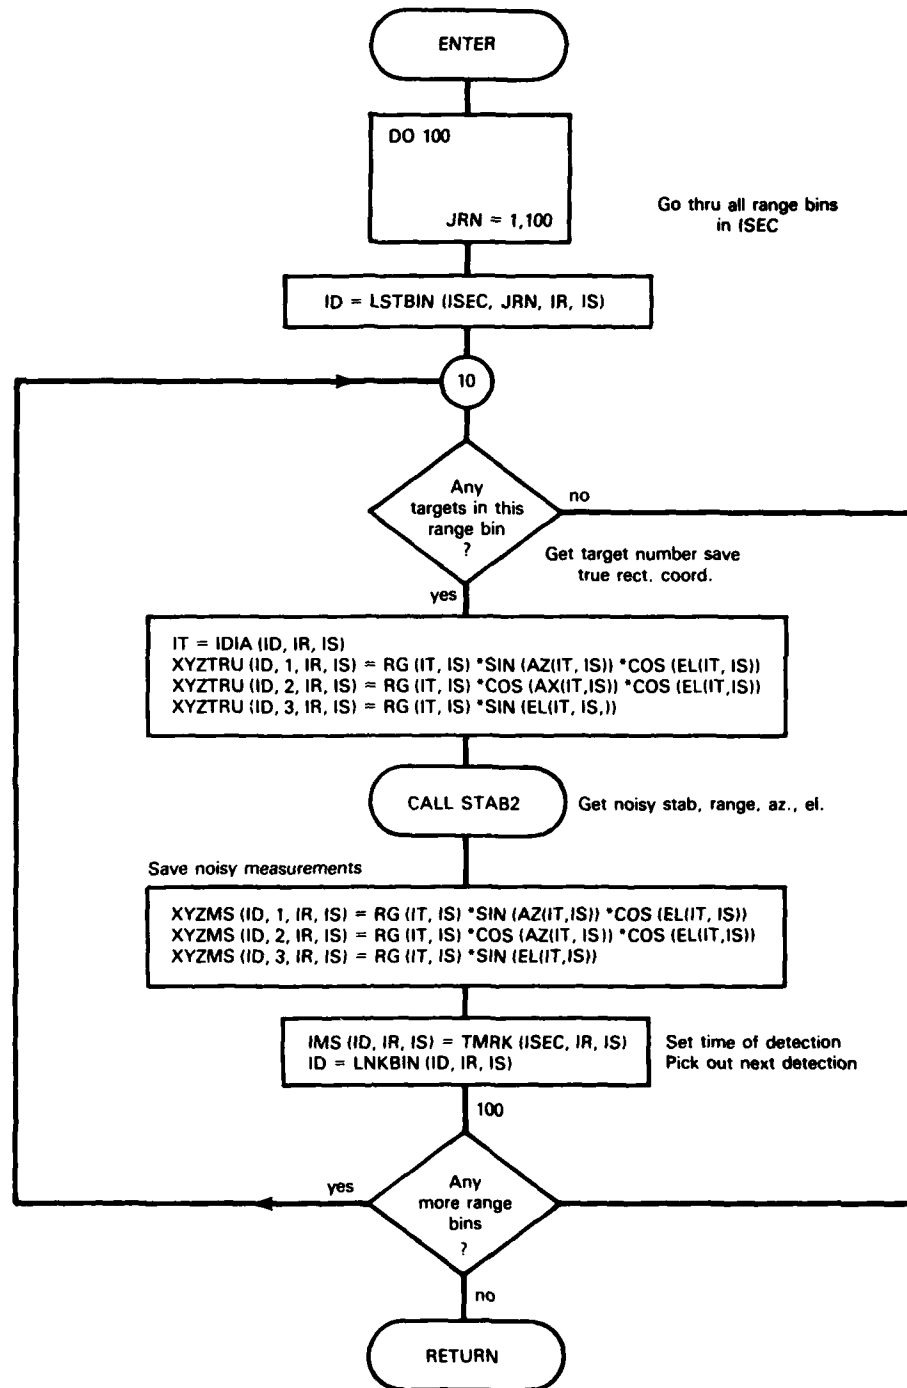 ENTER
DO 100
JRN = 1,100
Go thru all range bins
in ISEC
ID = LSTBIN (ISEC, JRN, IR, IS)
10
Any
targets in this
range bin
?
no
Get target number save
true rect. coord.
yes
IT = IDIA (ID, IR, IS)
XYZTRU (ID, 1, IR, IS) = RG (IT, IS) *SIN (AZ(IT, IS)) *COS (EL(IT, IS))
XYZTRU (ID, 2, IR, IS) = RG (IT, IS) *COS (AX(IT,IS)) *COS (EL(IT,IS))
XYZTRU (ID, 3, IR, IS) = RG (IT, IS) *SIN (EL(IT, IS,))
CALL STAB2
Get noisy stab, range, az., el.
Save noisy measurements
XYZMS (ID, 1, IR, IS) = RG (IT, IS) *SIN (AZ(IT,IS)) *COS (EL(IT, IS))
XYZMS (ID, 2, IR, IS) = RG (IT, IS) *COS (AZ(IT, IS)) *COS (EL(IT,IS))
XYZMS (ID, 3, IR, IS) = RG (IT, IS) *SIN (EL(IT,IS))
IMS (ID, IR, IS) = TMRK (ISEC, IR, IS)
ID = LNKBIN (ID, IR, IS)
Set time of detection
Pick out next detection
100
Any
more range
bins
?
yes
no
RETURN